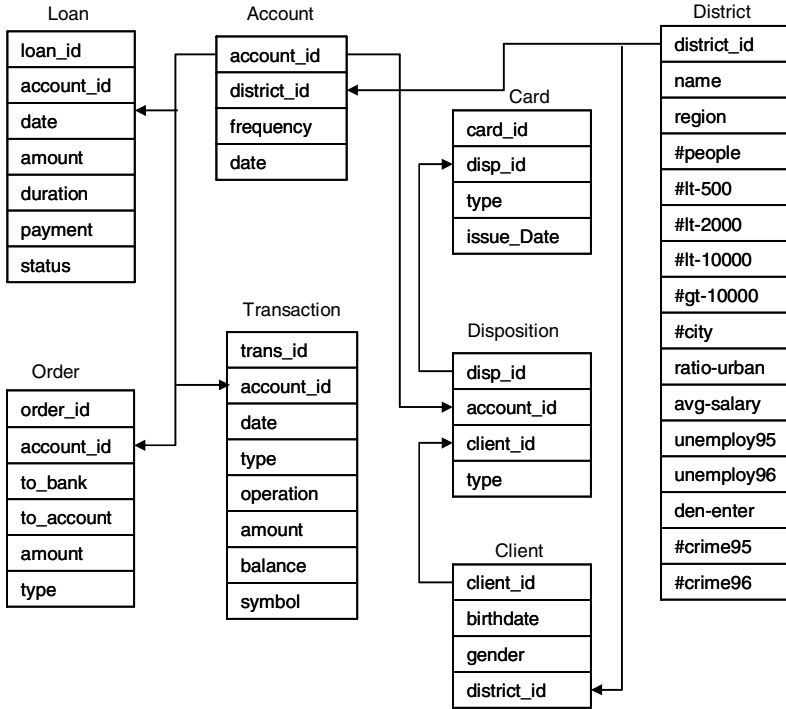 Loan
loan_id
account_id
date
amount
duration
payment
status
Account
account_id
district_id
frequency
date
District
district_id
name
region
#people
#lt-500
#lt-2000
#lt-10000
#gt-10000
#city
ratio-urban
avg-salary
unemploy95
unemploy96
den-enter
#crime95
#crime96
Card
card_id
disp_id
type
issue_Date
Transaction
trans_id
account_id
date
type
operation
amount
balance
symbol
Disposition
disp_id
account_id
client_id
type
Order
order_id
account_id
to_bank
to_account
amount
type
Client
client_id
birthdate
gender
district_id